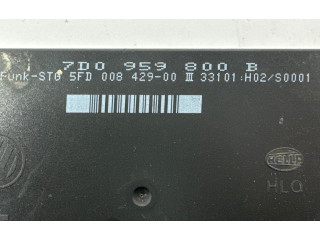 7D0 959 800 B
Funk-STG 5FD 008 429-00 III 33101:H02/S0001
HELLA
HLO